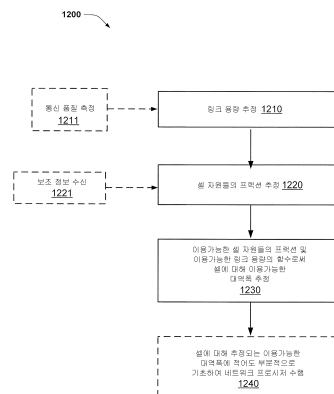 1200
통신 품질 측정
1211
링크 용량 추정 1210
보조 정보 수신
1221
셀 자원들의 프랙션 추정 1220
이용가능한 셀 자원들의 프랙션 및
이용가능한 링크 용량의 함수로써
셀에 대해 이용가능한
대역폭 추정
1230
셀에 대해 추정되는 이용가능한
대역폭에 적어도 부분적으로
기초하여 네트워크 프로시저 수행
1240